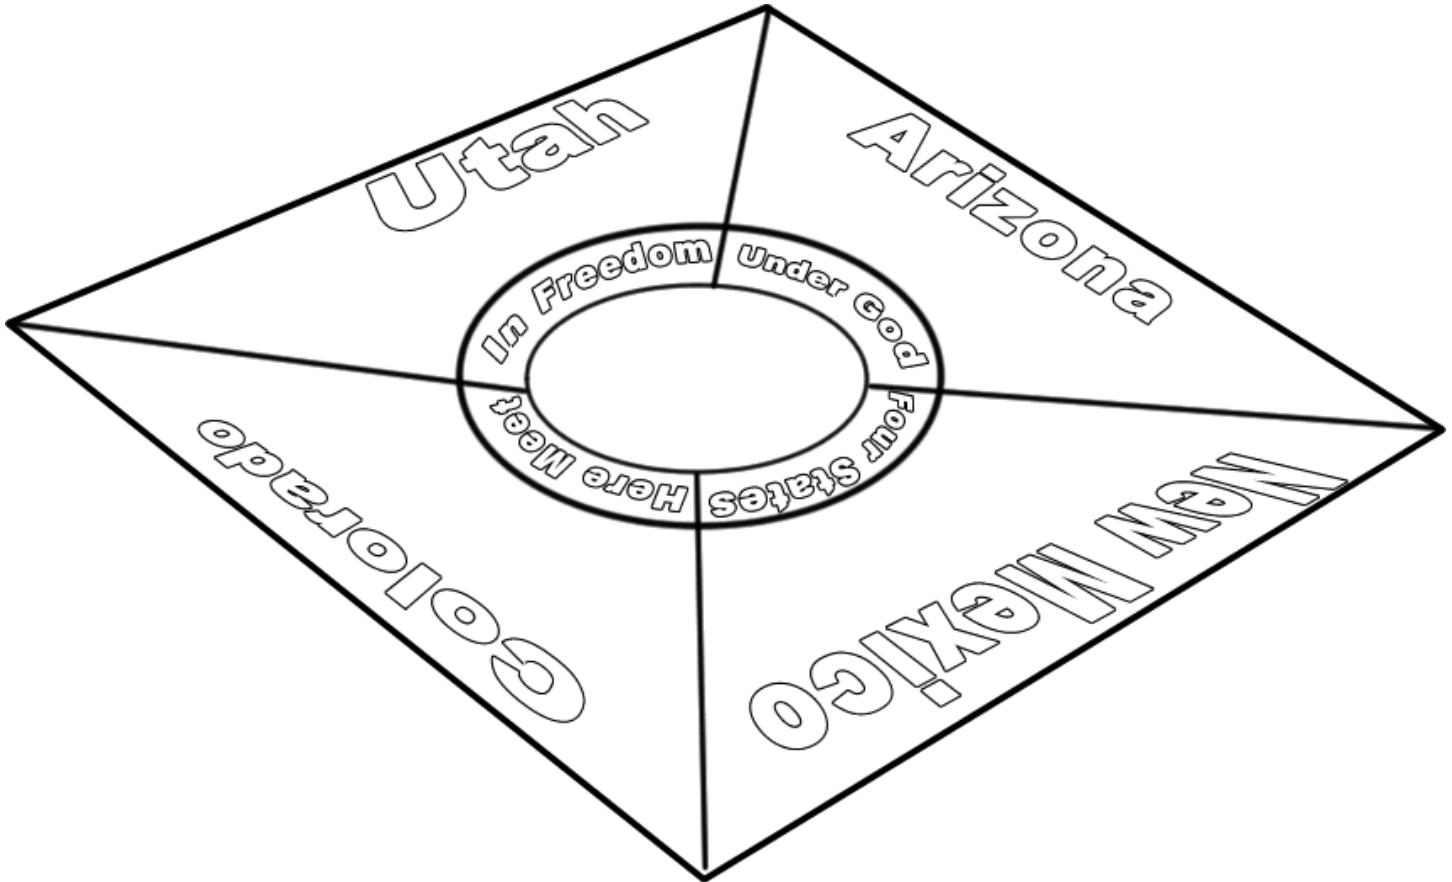 Utah
Arizona
New Mexico
Colorado
In Freedom
Under God
Four States
Here Meet